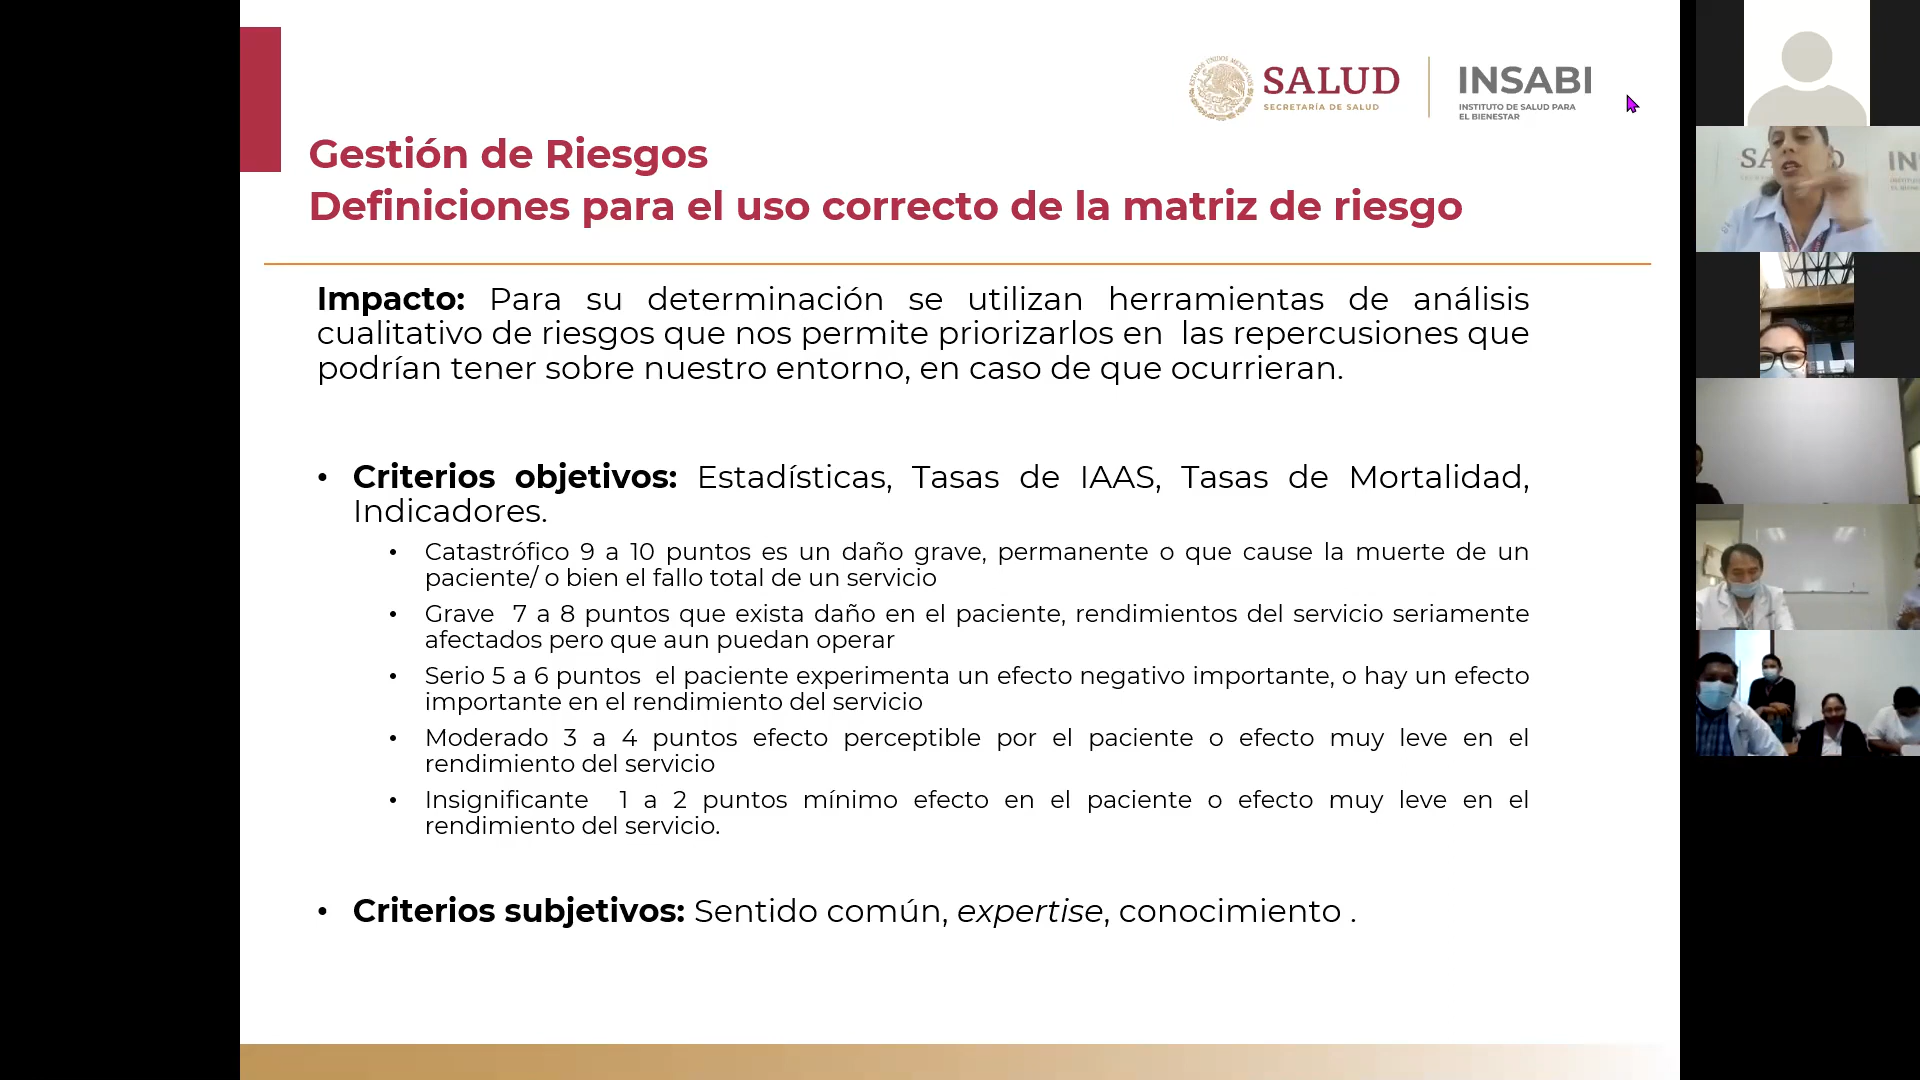 SALUD
SECRETARÍA DE SALUD
INSABI
INSTITUTO DE SALUD PARA
EL BIENESTAR
Gestión de Riesgos
Definiciones para el uso correcto de la matriz de riesgo
Impacto: Para su determinación se utilizan herramientas de análisis
cualitativo de riesgos que nos permite priorizarlos en las repercusiones que
podrían tener sobre nuestro entorno, en caso de que ocurrieran.
• Criterios objetivos: Estadísticas, Tasas de IAAS, Tasas de Mortalidad,
Indicadores.
• Catastrófico 9 a 10 puntos es un daño grave, permanente o que cause la muerte de un
paciente/ o bien el fallo total de un servicio
• Grave 7 a 8 puntos que exista daño en el paciente, rendimientos del servicio seriamente
afectados pero que aun puedan operar
• Serio 5 a 6 puntos el paciente experimenta un efecto negativo importante, o hay un efecto
importante en el rendimiento del servicio
• Moderado 3 a 4 puntos efecto perceptible por el paciente o efecto muy leve en el
rendimiento del servicio
• Insignificante 1 a 2 puntos mínimo efecto en el paciente o efecto muy leve en el
rendimiento del servicio.
• Criterios subjetivos: Sentido común, expertise, conocimiento .